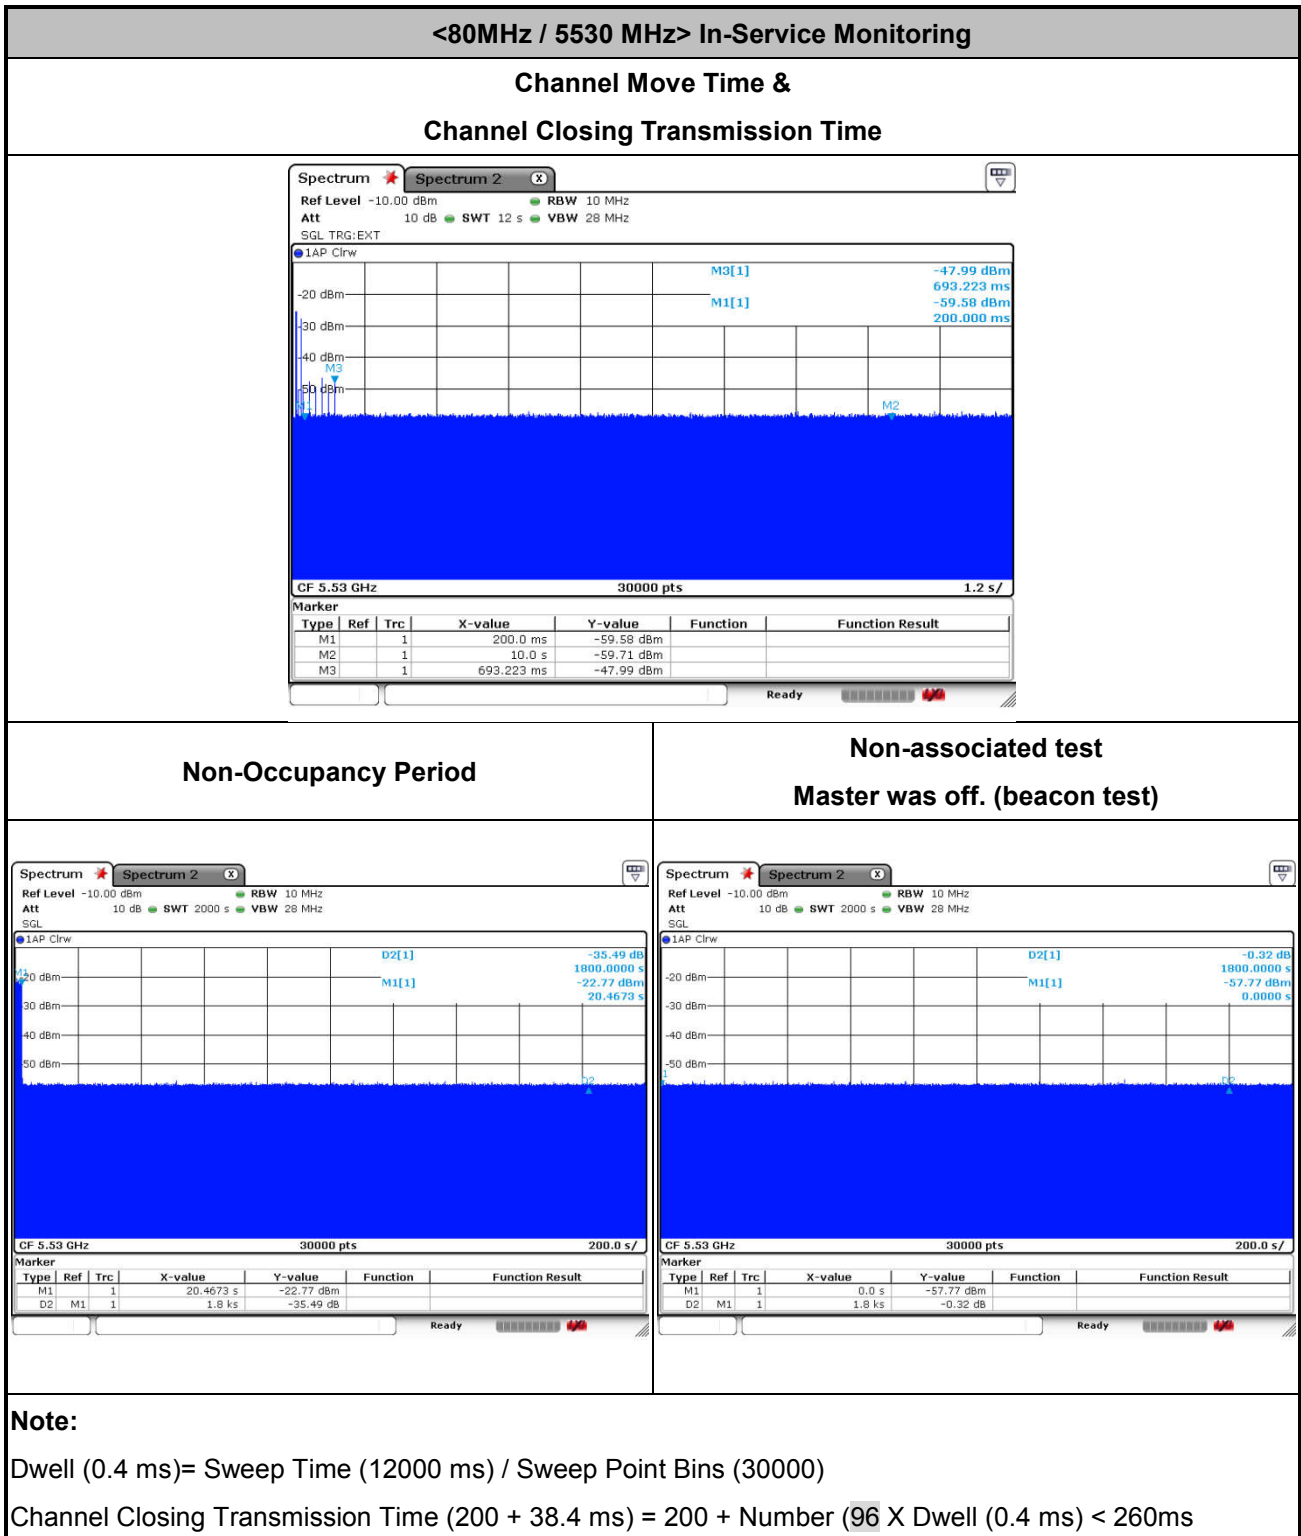 <80MHz / 5530 MHz> In-Service Monitoring
Channel Move Time &
Channel Closing Transmission Time
Spectrum Spectrum 2 X
Ref Level -10.00 dBm RBW 10 MHz
Att 10 dB SWT 12 s VBW 28 MHz
SGL TRG:EXT
1AP Clrw
M3[1] -47.99 dBm
693.223 ms
M1[1] -59.58 dBm
200.000 ms
-20 dBm
-30 dBm
-40 dBm
M3
-50 dBm
M1
M2
CF 5.53 GHz 30000 pts 1.2 s/
Marker
Type Ref Trc X-value Y-value Function Function Result
M1 1 200.0 ms -59.58 dBm
M2 1 10.0 s -59.71 dBm
M3 1 693.223 ms -47.99 dBm
Ready
Non-Occupancy Period
Spectrum Spectrum 2 X
Ref Level -10.00 dBm RBW 10 MHz
Att 10 dB SWT 2000 s VBW 28 MHz
SGL
1AP Clrw
D2[1] -35.49 dB
1800.0000 s
M1[1] -22.77 dBm
20.4673 s
M1
-20 dBm
-30 dBm
-40 dBm
-50 dBm
D2
CF 5.53 GHz 30000 pts 200.0 s/
Marker
Type Ref Trc X-value Y-value Function Function Result
M1 1 20.4673 s -22.77 dBm
D2 M1 1 1.8 ks -35.49 dB
Ready
Non-associated test
Master was off. (beacon test)
Spectrum Spectrum 2 X
Ref Level -10.00 dBm RBW 10 MHz
Att 10 dB SWT 2000 s VBW 28 MHz
SGL
1AP Clrw
D2[1] -0.32 dB
1800.0000 s
M1[1] -57.77 dBm
0.0000 s
-20 dBm
-30 dBm
-40 dBm
-50 dBm
1
D2
CF 5.53 GHz 30000 pts 200.0 s/
Marker
Type Ref Trc X-value Y-value Function Function Result
M1 1 0.0 s -57.77 dBm
D2 M1 1 1.8 ks -0.32 dB
Ready
Note:
Dwell (0.4 ms)= Sweep Time (12000 ms) / Sweep Point Bins (30000)
Channel Closing Transmission Time (200 + 38.4 ms) = 200 + Number (96 X Dwell (0.4 ms) < 260ms